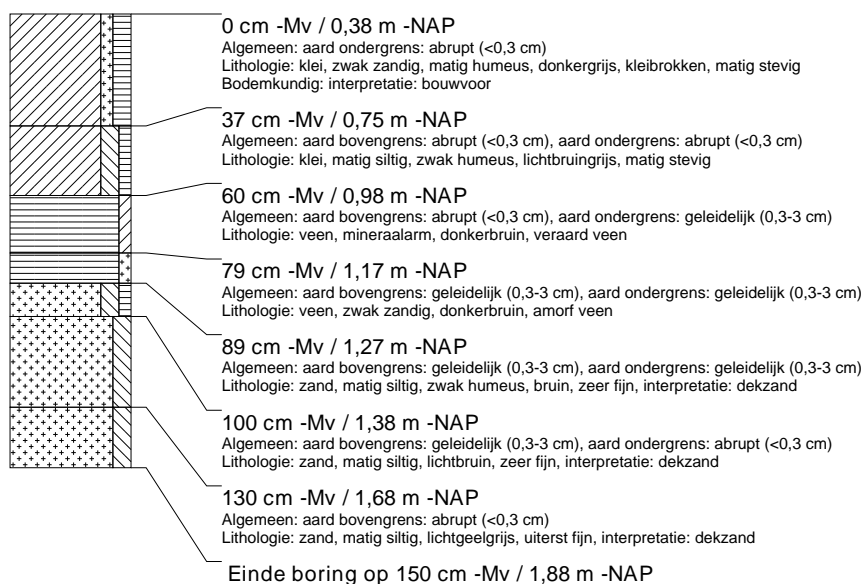 0 cm -Mv / 0,38 m -NAP
Algemeen: aard ondergrens: abrupt (<0,3 cm)
Lithologie: klei, zwak zandig, matig humeus, donkergrijs, kleibrokken, matig stevig
Bodemkundig: interpretatie: bouwvoor
37 cm -Mv / 0,75 m -NAP
Algemeen: aard bovengrens: abrupt (<0,3 cm), aard ondergrens: abrupt (<0,3 cm)
Lithologie: klei, matig siltig, zwak humeus, lichtbruingrijs, matig stevig
60 cm -Mv / 0,98 m -NAP
Algemeen: aard bovengrens: abrupt (<0,3 cm), aard ondergrens: geleidelijk (0,3-3 cm)
Lithologie: veen, mineraalarm, donkerbruin, veraard veen
79 cm -Mv / 1,17 m -NAP
Algemeen: aard bovengrens: geleidelijk (0,3-3 cm), aard ondergrens: geleidelijk (0,3-3 cm)
Lithologie: veen, zwak zandig, donkerbruin, amorf veen
89 cm -Mv / 1,27 m -NAP
Algemeen: aard bovengrens: geleidelijk (0,3-3 cm), aard ondergrens: geleidelijk (0,3-3 cm)
Lithologie: zand, matig siltig, zwak humeus, bruin, zeer fijn, interpretatie: dekzand
100 cm -Mv / 1,38 m -NAP
Algemeen: aard bovengrens: geleidelijk (0,3-3 cm), aard ondergrens: abrupt (<0,3 cm)
Lithologie: zand, matig siltig, lichtbruin, zeer fijn, interpretatie: dekzand
130 cm -Mv / 1,68 m -NAP
Algemeen: aard bovengrens: abrupt (<0,3 cm)
Lithologie: zand, matig siltig, lichtgeelgrijs, uiterst fijn, interpretatie: dekzand
Einde boring op 150 cm -Mv / 1,88 m -NAP